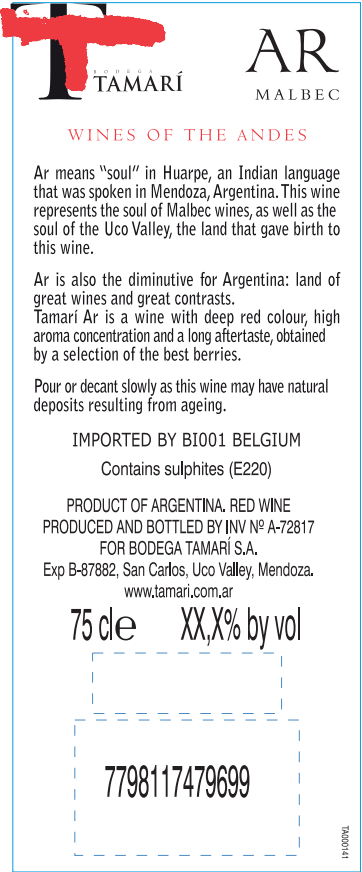 BODEGA
TAMARÍ
AR
MALBEC
WINES OF THE ANDES
Ar means “soul” in Huarpe, an Indian language
that was spoken in Mendoza, Argentina. This wine
represents the soul of Malbec wines, as well as the
soul of the Uco Valley, the land that gave birth to
this wine.
Ar is also the diminutive for Argentina: land of
great wines and great contrasts.
Tamarí Ar is a wine with deep red colour, high
aroma concentration and a long aftertaste, obtained
by a selection of the best berries.
Pour or decant slowly as this wine may have natural
deposits resulting from ageing.
IMPORTED BY BI001 BELGIUM
Contains sulphites (E220)
PRODUCT OF ARGENTINA. RED WINE
PRODUCED AND BOTTLED BY INV Nº A-72817
FOR BODEGA TAMARÍ S.A.
Exp B-87882, San Carlos, Uco Valley, Mendoza.
www.tamari.com.ar
75 cle XX,X% by vol
7798117479699
TA000141